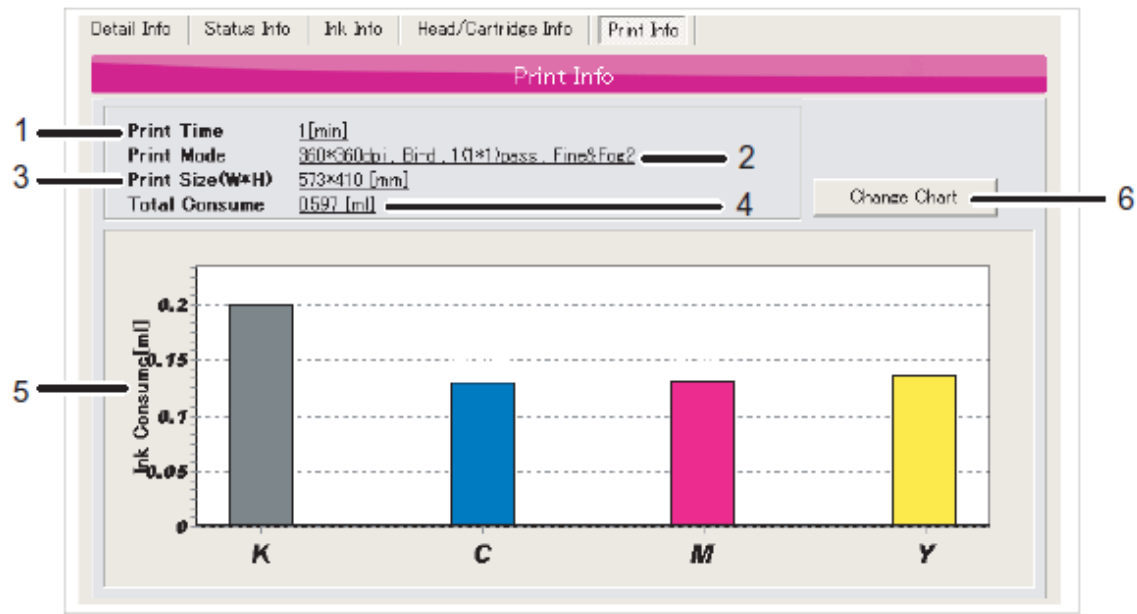 Detail Info Status Info Ink Info Head/Cartridge Info Print Info
Print Info
1 Print Time 1[min]
Print Mode 360*360dpi, Bird, 1(1*1)pass, Fine&Fog2 2
3 Print Size(W*H) 573*410 [mm]
Total Consume 0.597 [ml] 4
Change Chart 6
5
Ink Consume[ml]
0.2
0.15
0.1
0.05
0
K C M Y